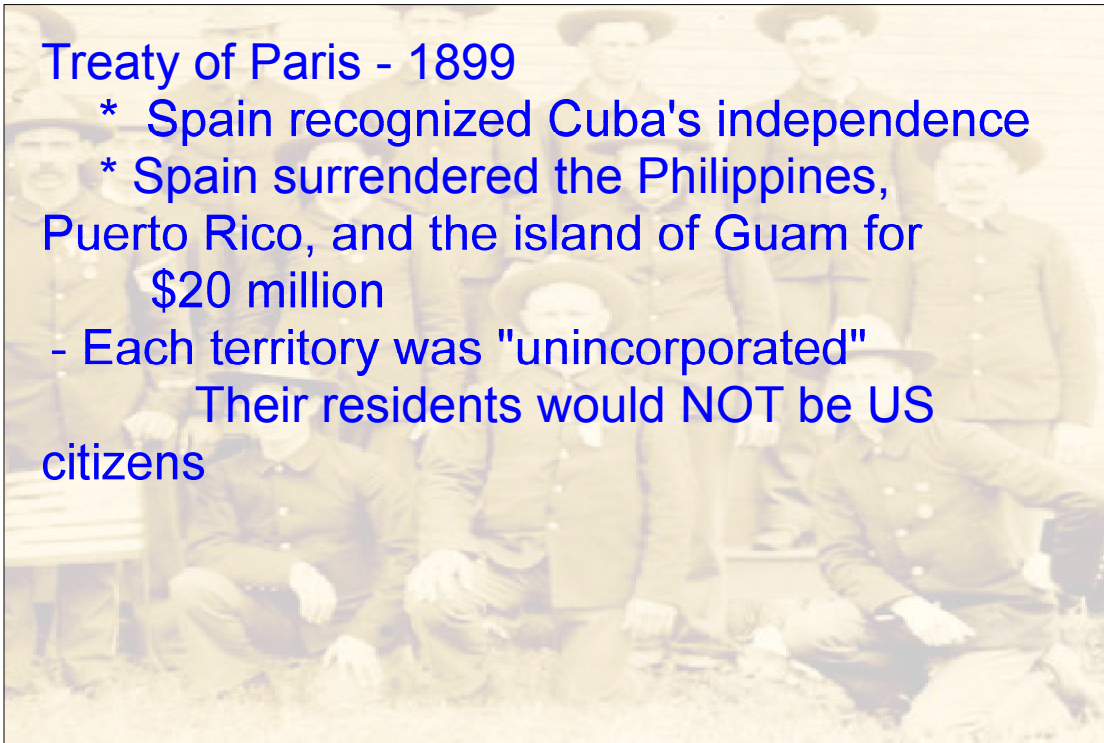 Treaty of Paris - 1899
* Spain recognized Cuba's independence
* Spain surrendered the Philippines,
Puerto Rico, and the island of Guam for
$20 million
- Each territory was "unincorporated"
Their residents would NOT be US
citizens